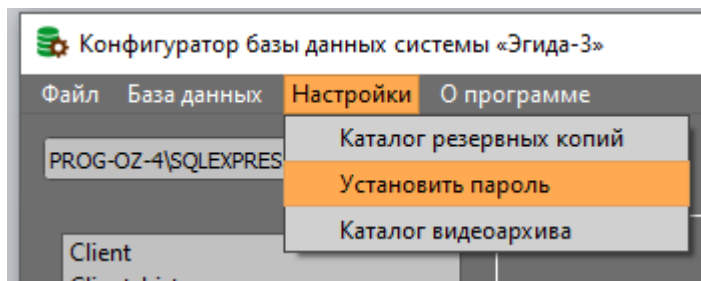 Конфигуратор базы данных системы «Эгида-3»
Файл База данных Настройки О программе
Каталог резервных копий
PROG-OZ-4\SQLEXPRES
Установить пароль
Каталог видеоархива
Client